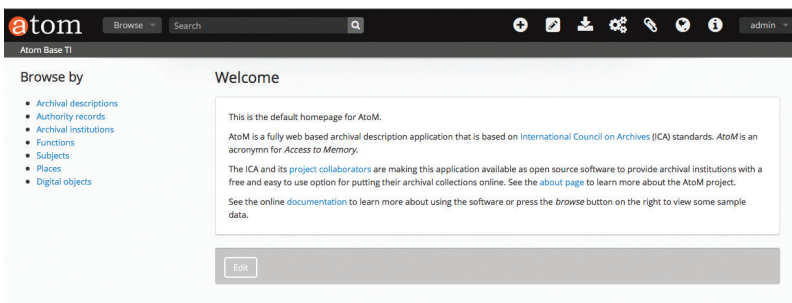 atom Browse Search admin
Atom Base TI
Browse by
Archival descriptions
Authority records
Archival institutions
Functions
Subjects
Places
Digital objects
Welcome
This is the default homepage for AtoM.
AtoM is a fully web based archival description application that is based on International Council on Archives (ICA) standards. AtoM is an
acronymn for Access to Memory.
The ICA and its project collaborators are making this application available as open source software to provide archival institutions with a
free and easy to use option for putting their archival collections online. See the about page to learn more about the AtoM project.
See the online documentation to learn more about using the software or press the browse button on the right to view some sample
data.
Edit